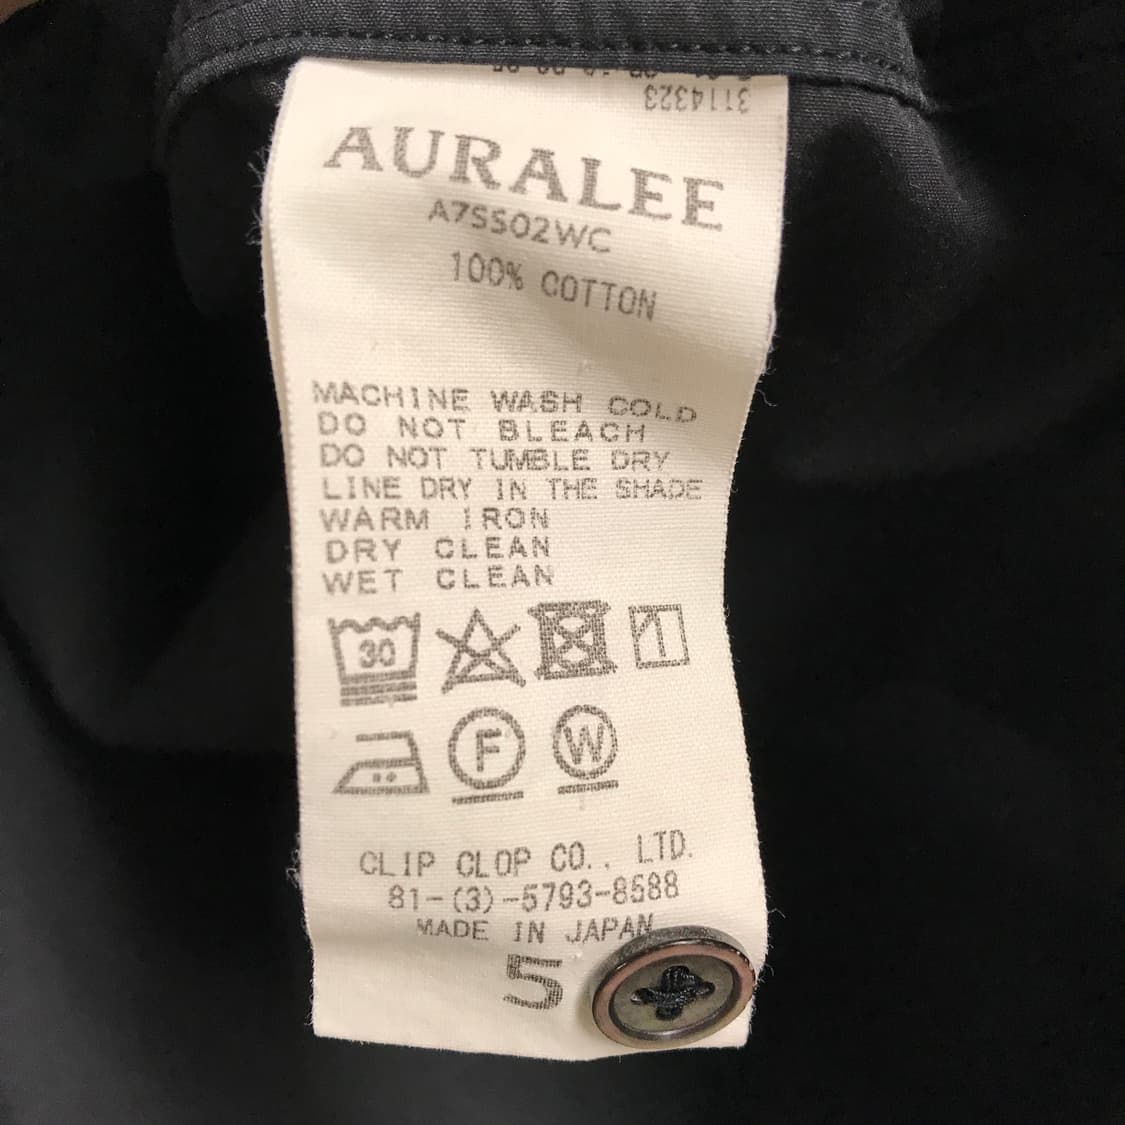 3114323
AURALEE
A7SS02WC
100% COTTON
MACHINE WASH COLD
DO NOT BLEACH
DO NOT TUMBLE DRY
LINE DRY IN THE SHADE
WARM IRON
DRY CLEAN
WET CLEAN
30
F W
CLIP CLOP CO., LTD.
81-(3)-5793-8588
MADE IN JAPAN
5